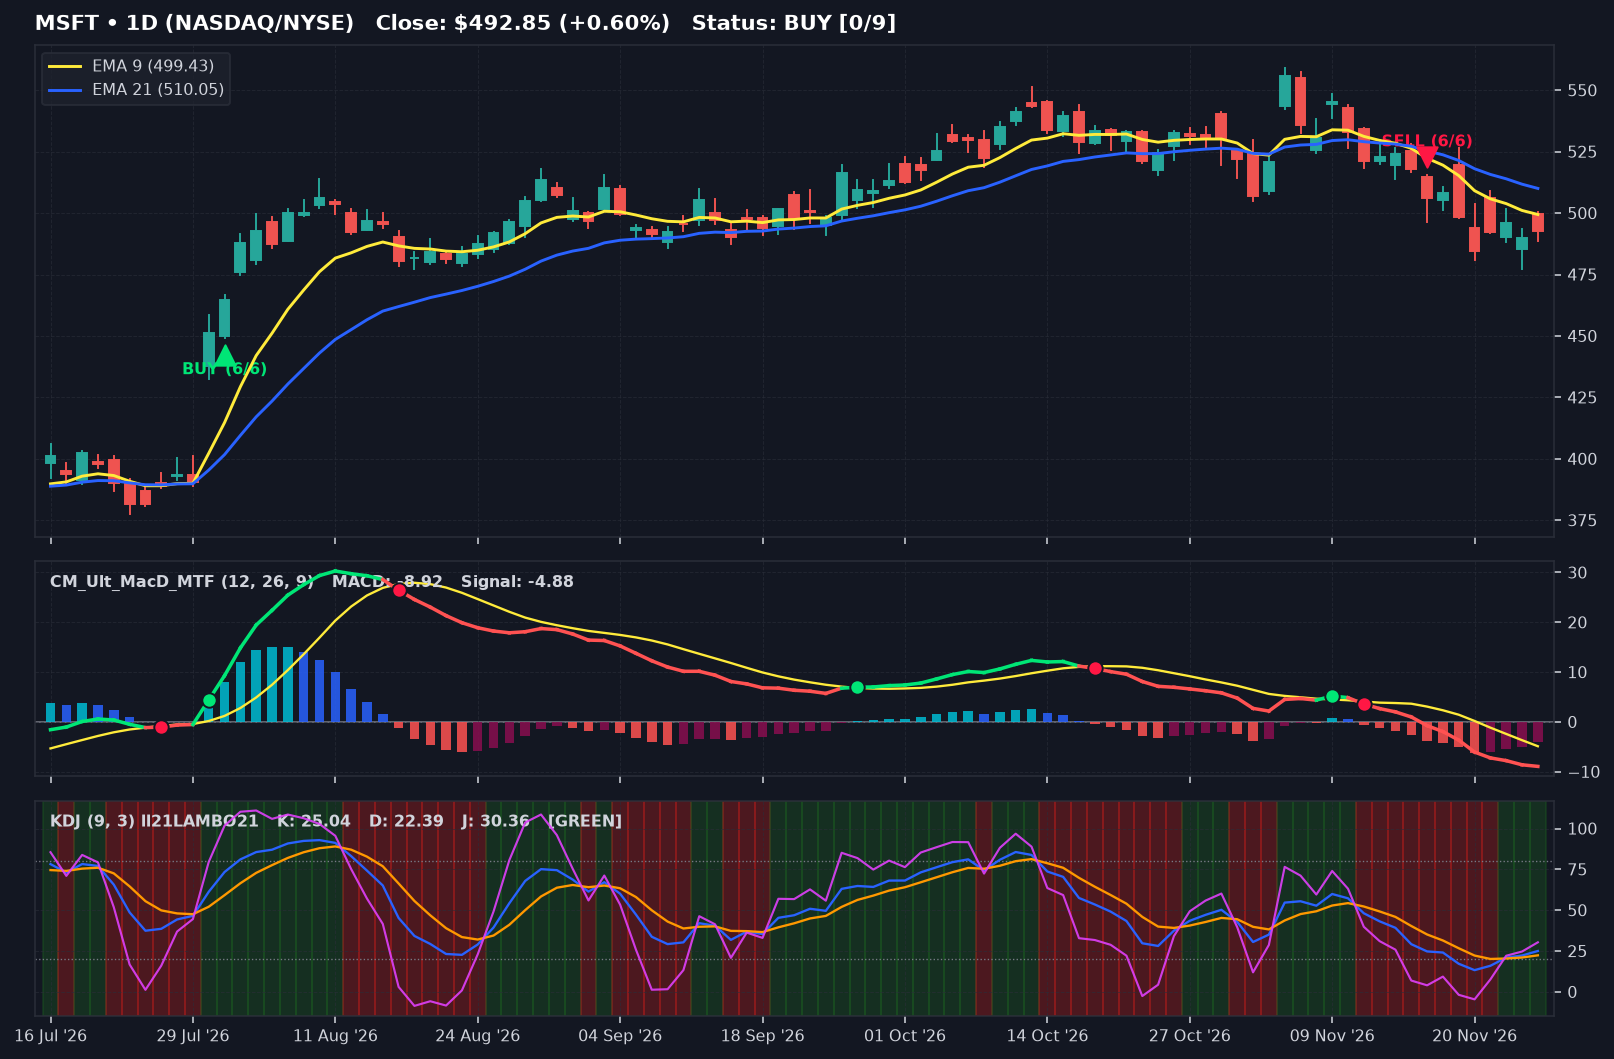 MSFT • 1D (NASDAQ/NYSE)   Close: $492.85 (+0.60%)   Status: BUY [0/9]
EMA 9 (499.43)
EMA 21 (510.05)
550
525
500
475
450
425
400
375
SELL (6/6)
BUY (6/6)
CM_Ult_MacD_MTF (12, 26, 9)   MACD: -8.92   Signal: -4.88
30
20
10
0
−10
KDJ (9, 3) II21LAMBO21   K: 25.04   D: 22.39   J: 30.36   [GREEN]
100
75
50
25
0
16 Jul '26
29 Jul '26
11 Aug '26
24 Aug '26
04 Sep '26
18 Sep '26
01 Oct '26
14 Oct '26
27 Oct '26
09 Nov '26
20 Nov '26